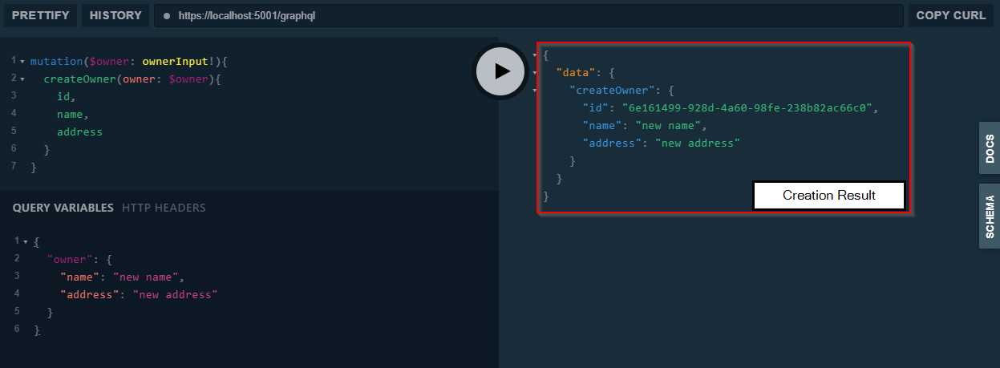 PRETTIFY HISTORY https://localhost:5001/graphql COPY CURL
1 mutation($owner: ownerInput!){
2 createOwner(owner: $owner){
3 id,
4 name,
5 address
6 }
7 }
{
"data": {
"createOwner": {
"id": "6e161499-928d-4a60-98fe-238b82ac66c0",
"name": "new name",
"address": "new address"
}
}
}
Creation Result
DOCS
SCHEMA
QUERY VARIABLES HTTP HEADERS
1 {
2 "owner": {
3 "name": "new name",
4 "address": "new address"
5 }
6 }